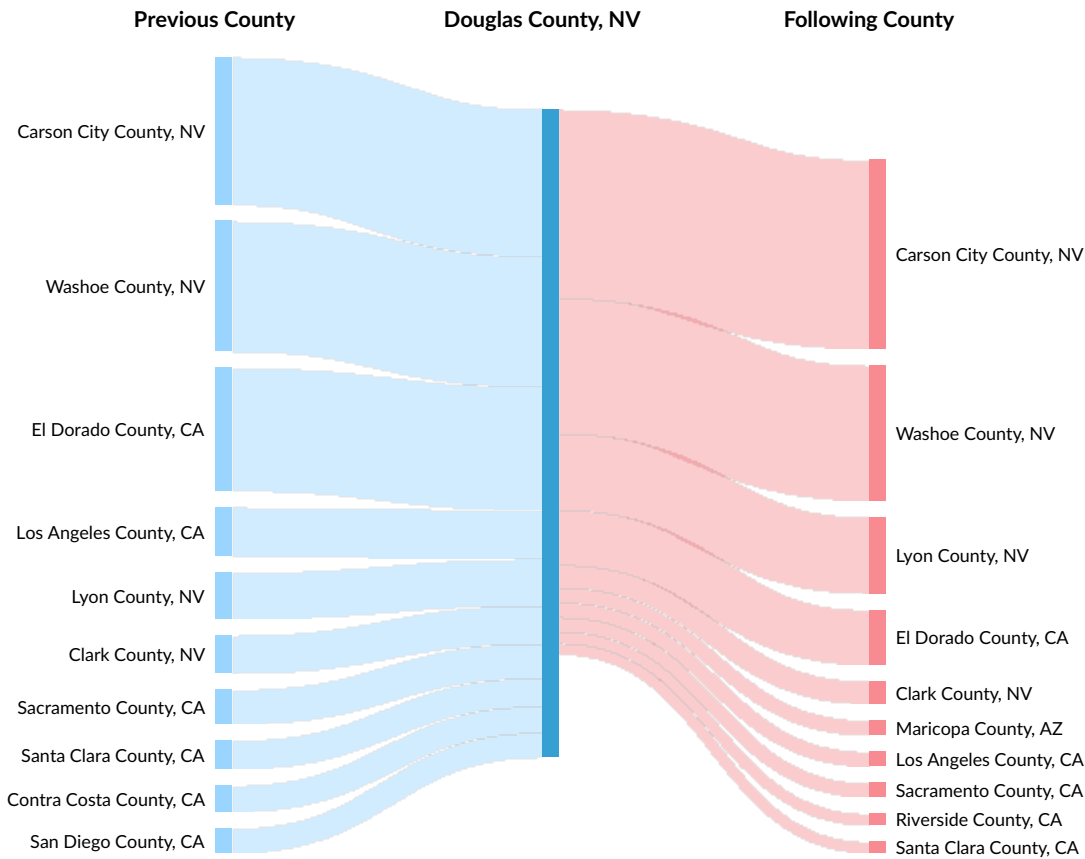 Previous County
Douglas County, NV
Following County
Carson City County, NV
Washoe County, NV
El Dorado County, CA
Los Angeles County, CA
Lyon County, NV
Clark County, NV
Sacramento County, CA
Santa Clara County, CA
Contra Costa County, CA
San Diego County, CA
Carson City County, NV
Washoe County, NV
Lyon County, NV
El Dorado County, CA
Clark County, NV
Maricopa County, AZ
Los Angeles County, CA
Sacramento County, CA
Riverside County, CA
Santa Clara County, CA